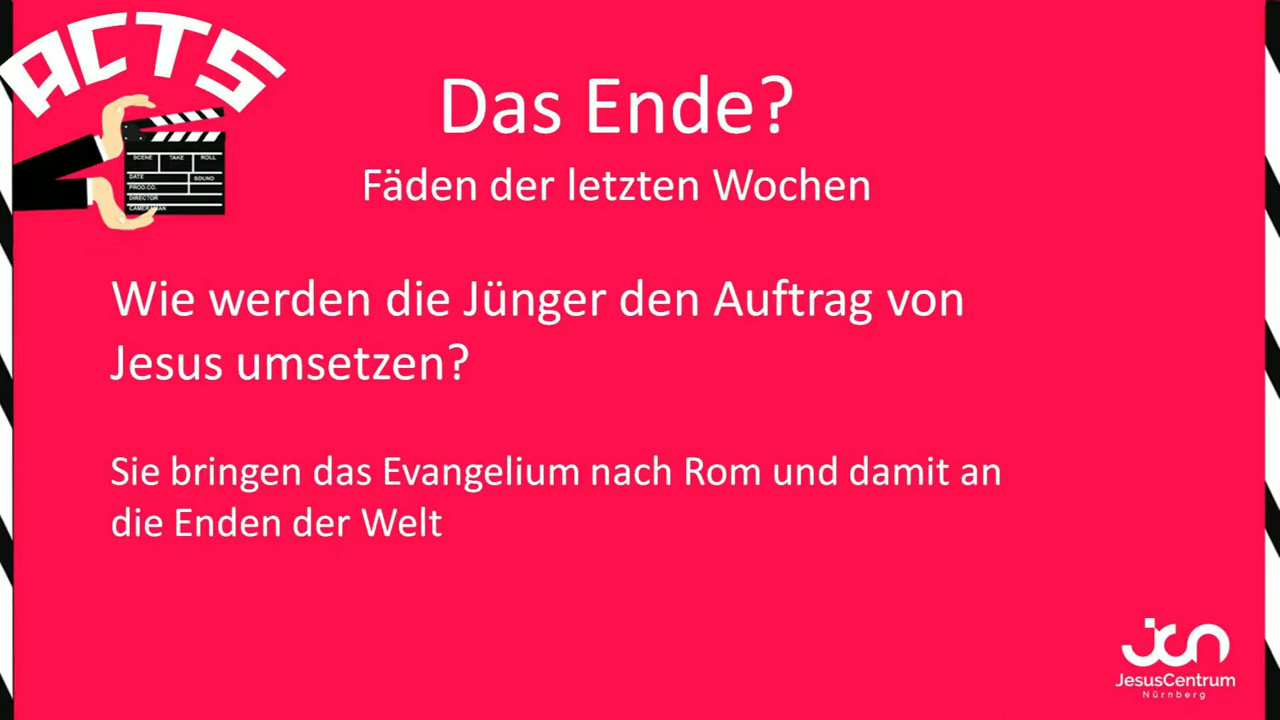 ACTS
SCENE TAKE ROLL
DATE SOUND
PROD.CO.
DIRECTOR
CAMERAMAN
Das Ende?
Fäden der letzten Wochen
Wie werden die Jünger den Auftrag von
Jesus umsetzen?
Sie bringen das Evangelium nach Rom und damit an
die Enden der Welt
jcn
JesusCentrum
Nürnberg